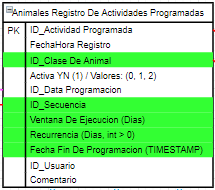 Animales Registro De Actividades Programadas
PK
ID_Actividad Programada
FechaHora Registro
ID_Clase De Animal
Activa YN (1) / Valores: (0, 1, 2)
ID_Data Programacion
ID_Secuencia
Ventana De Ejecucion (Dias)
Recurrencia (Dias, int > 0)
Fecha Fin De Programacion (TIMESTAMP)
ID_Usuario
Comentario